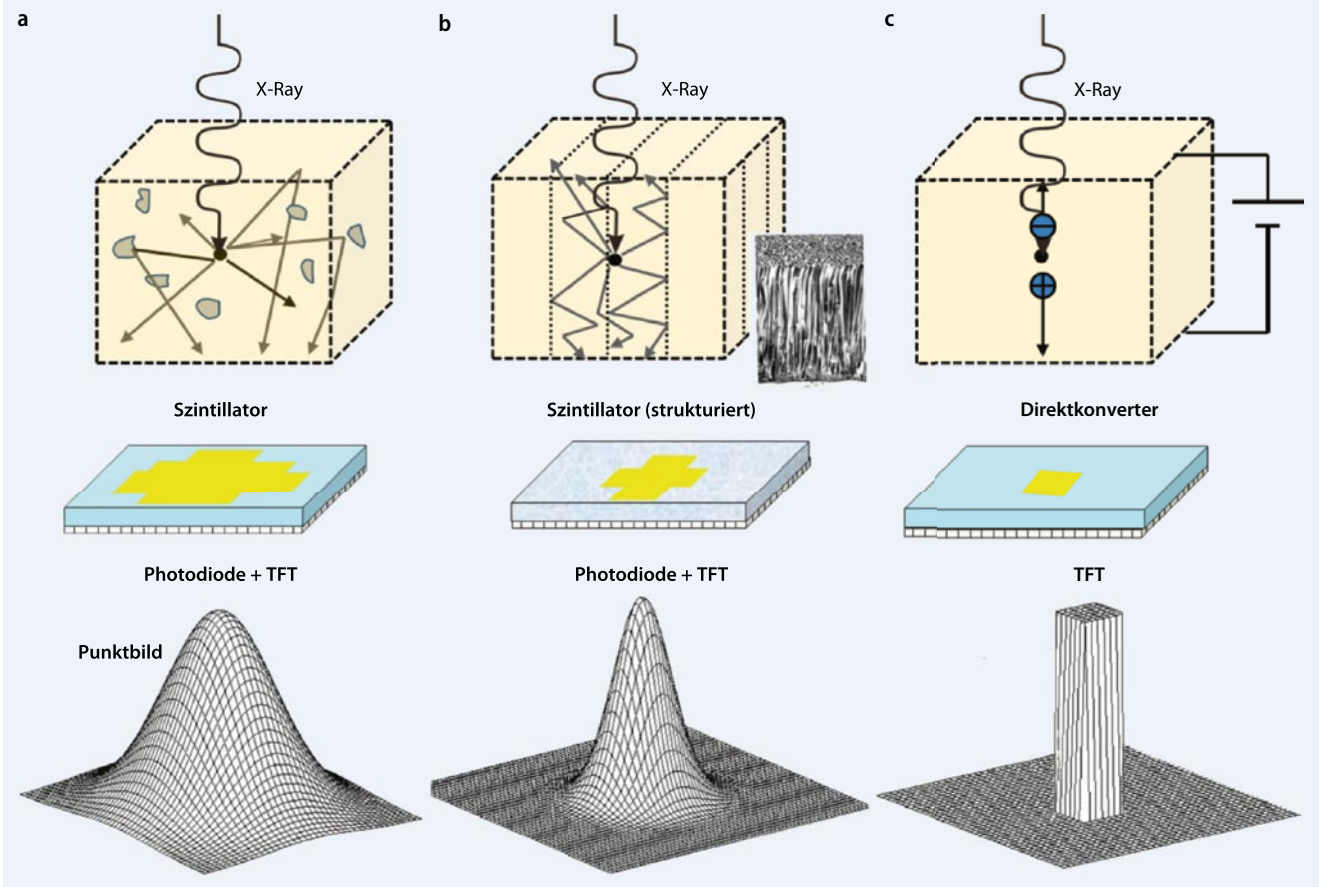 a
b
c
X-Ray
X-Ray
X-Ray
Szintillator
Szintillator (strukturiert)
Direktkonverter
Photodiode + TFT
Photodiode + TFT
TFT
Punktbild